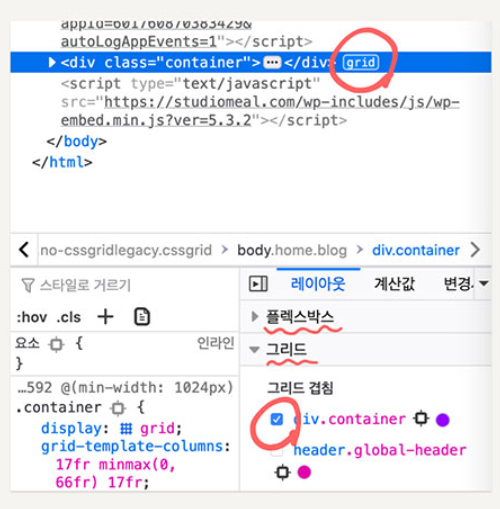 appid=601760870383429&
autoLogAppEvents=1"></script>
<div class="container"> ••• </div> grid
<script type="text/javascript"
src="https://studiomeal.com/wp-includes/js/wp-
embed.min.js?ver=5.3.2"></script>
</body>
</html>
no-cssgridlegacy.cssgrid > body.home.blog > div.container
스타일로 거르기
:hov .cls +
요소 {
인라인
}
…592 @(min-width: 1024px)
.container {
display: grid;
grid-template-columns:
17fr minmax(0,
66fr) 17fr;
레이아웃 계산값 변경
플렉스박스
그리드
그리드 겹침
div.container
header.global-header